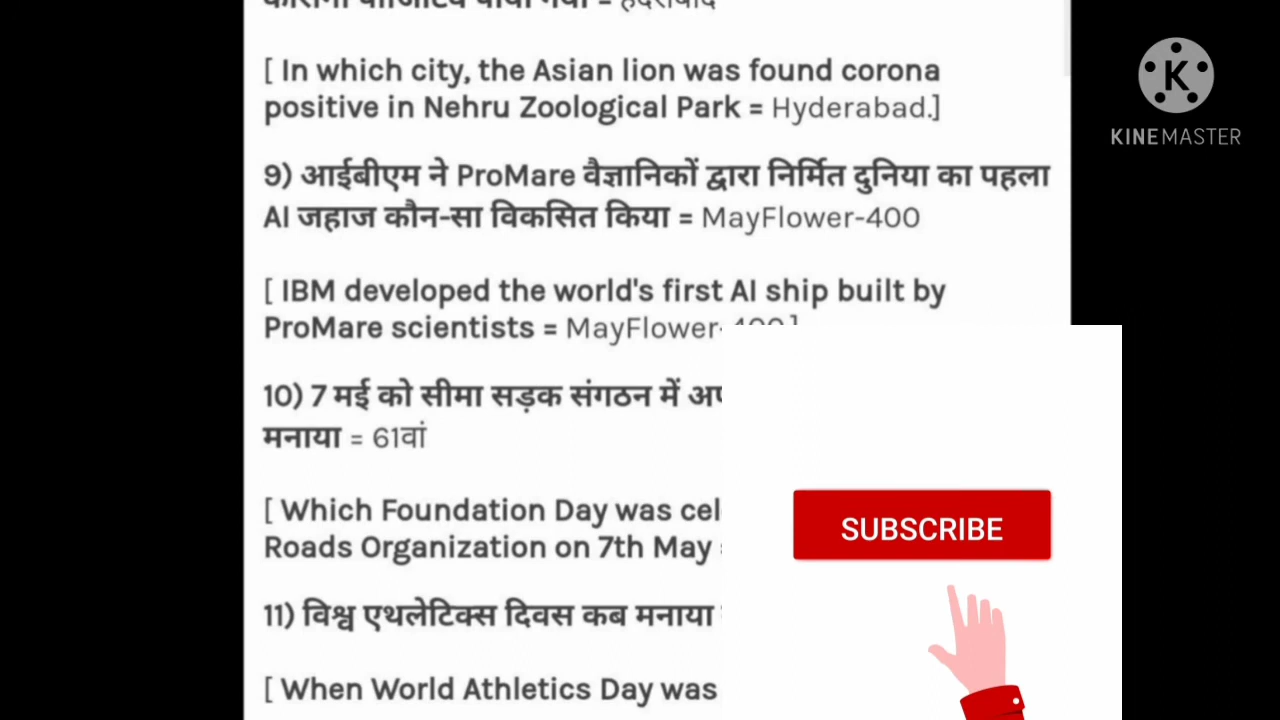 [ In which city, the Asian lion was found corona
positive in Nehru Zoological Park = Hyderabad.]
9) आईबीएम ने ProMare वैज्ञानिकों द्वारा निर्मित दुनिया का पहला
AI जहाज कौन-सा विकसित किया = MayFlower-400
[ IBM developed the world's first AI ship built by
ProMare scientists = MayFlower-400]
10) 7 मई को सीमा सड़क संगठन में
मनाया = 61वां
[ Which Foundation Day was
Roads Organization on 7th May
11) विश्व एथलेटिक्स दिवस कब मनाया
[ When World Athletics Day was
SUBSCRIBE
K
KINEMASTER